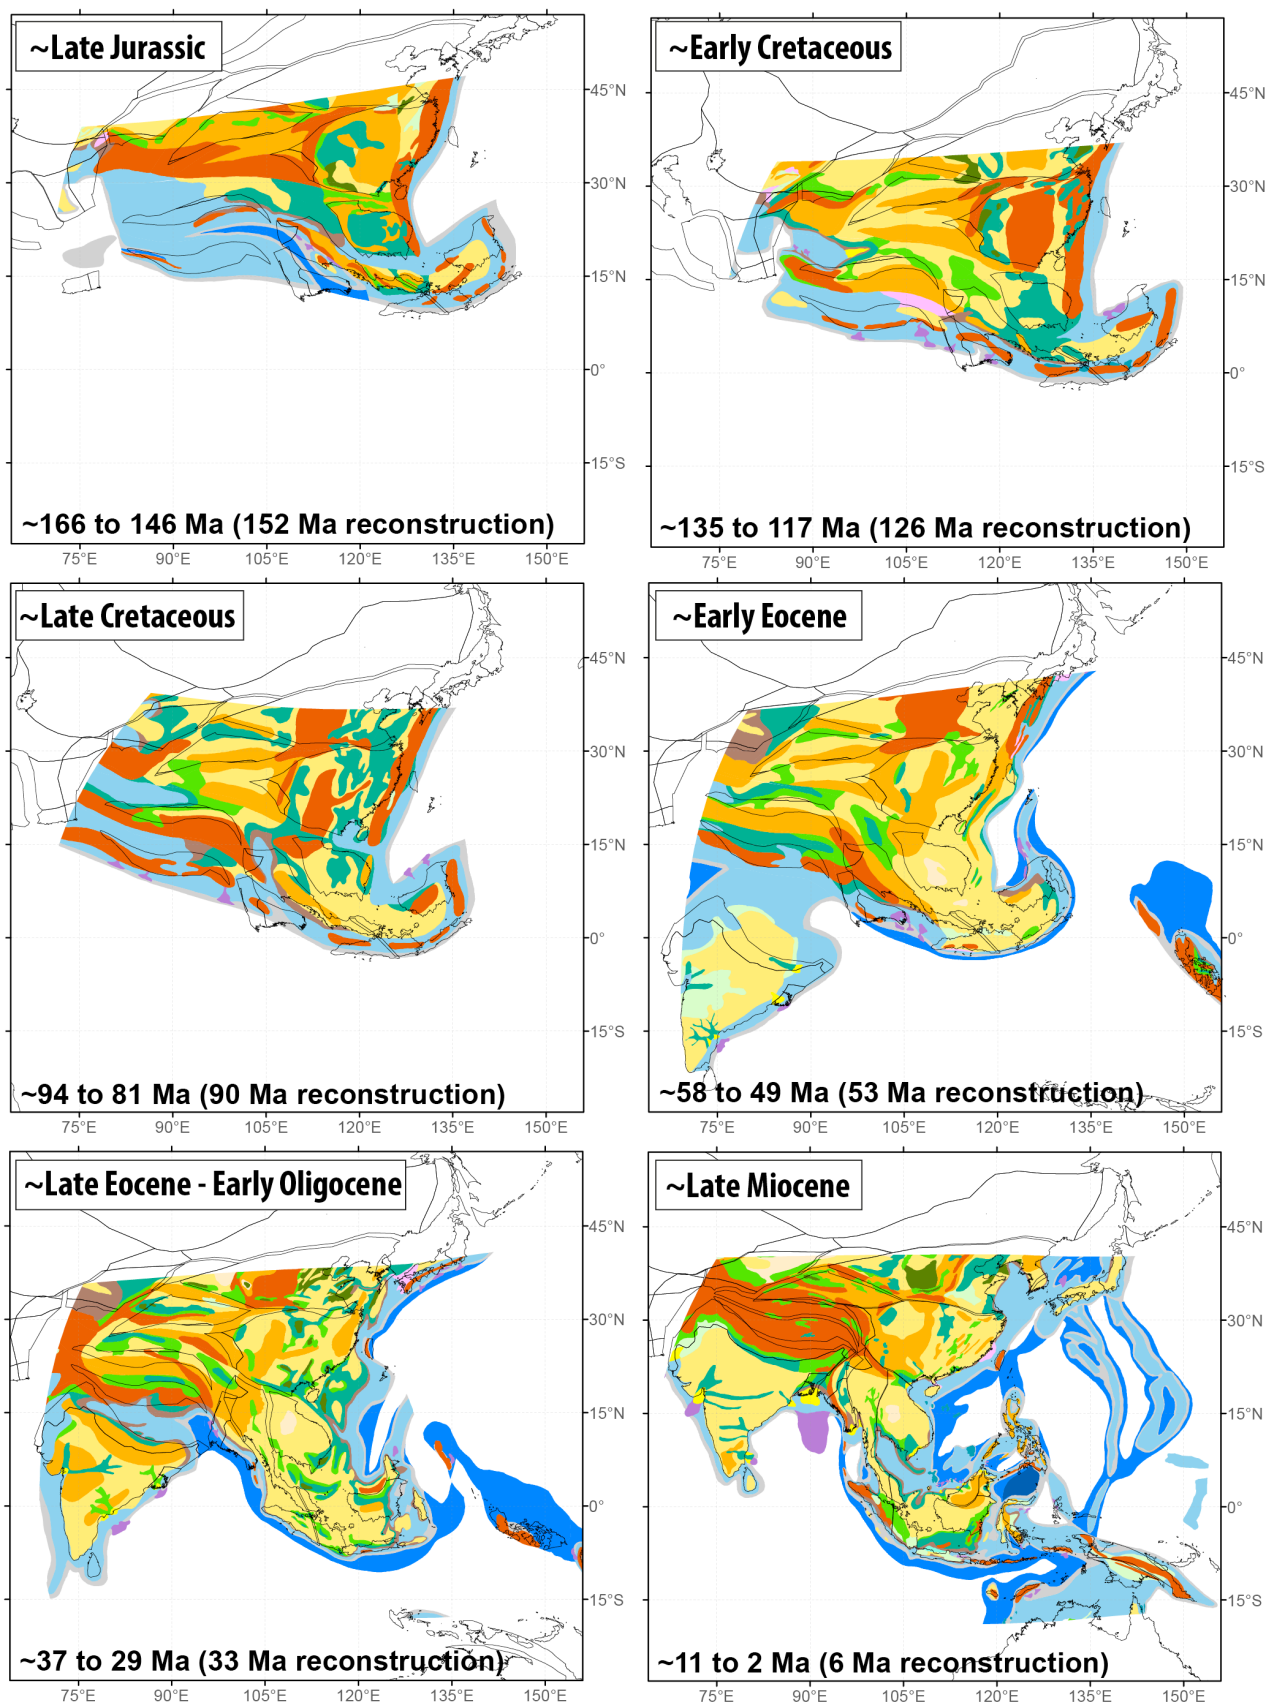 ~Late Jurassic
45°N
30°N
15°N
0°
15°S
~166 to 146 Ma (152 Ma reconstruction)
75°E 90°E 105°E 120°E 135°E 150°E
~Early Cretaceous
45°N
30°N
15°N
0°
15°S
~135 to 117 Ma (126 Ma reconstruction)
75°E 90°E 105°E 120°E 135°E 150°E
~Late Cretaceous
45°N
30°N
15°N
0°
15°S
~94 to 81 Ma (90 Ma reconstruction)
75°E 90°E 105°E 120°E 135°E 150°E
~Early Eocene
45°N
30°N
15°N
0°
15°S
~58 to 49 Ma (53 Ma reconstruction)
75°E 90°E 105°E 120°E 135°E 150°E
~Late Eocene - Early Oligocene
45°N
30°N
15°N
0°
15°S
~37 to 29 Ma (33 Ma reconstruction)
75°E 90°E 105°E 120°E 135°E 150°E
~Late Miocene
45°N
30°N
15°N
0°
15°S
~11 to 2 Ma (6 Ma reconstruction)
75°E 90°E 105°E 120°E 135°E 150°E